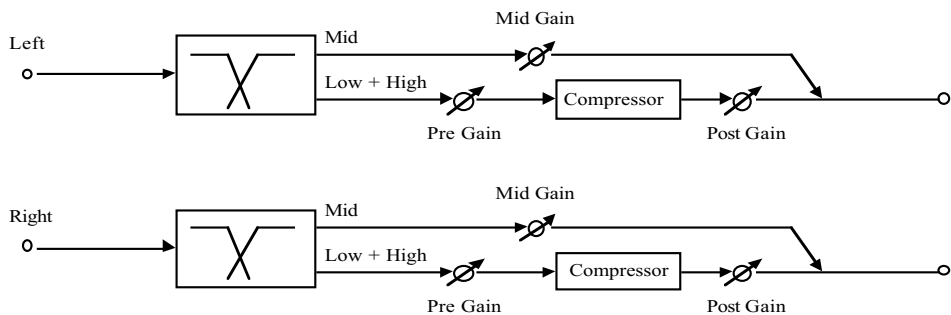 Mid Gain
Left
Mid
Low + High
Compressor
Pre Gain
Post Gain
Mid Gain
Right
Mid
Low + High
Compressor
Pre Gain
Post Gain